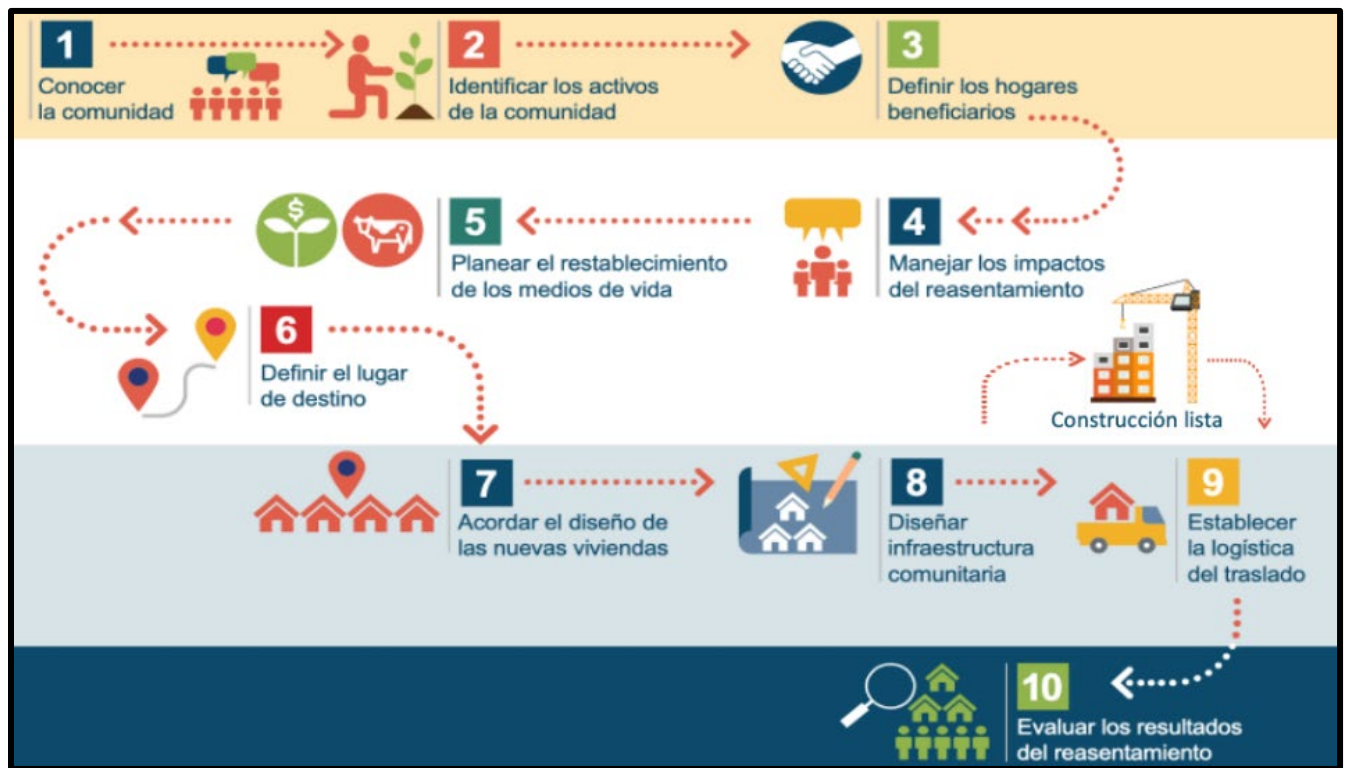 1
Conocer
la comunidad
2
Identificar los activos
de la comunidad
3
Definir los hogares
beneficiarios
4
Manejar los impactos
del reasentamiento
5
Planear el restablecimiento
de los medios de vida
$
6
Definir el lugar
de destino
Construcción lista
7
Acordar el diseño de
las nuevas viviendas
8
Diseñar
infraestructura
comunitaria
9
Establecer
la logística
del traslado
10
Evaluar los resultados
del reasentamiento